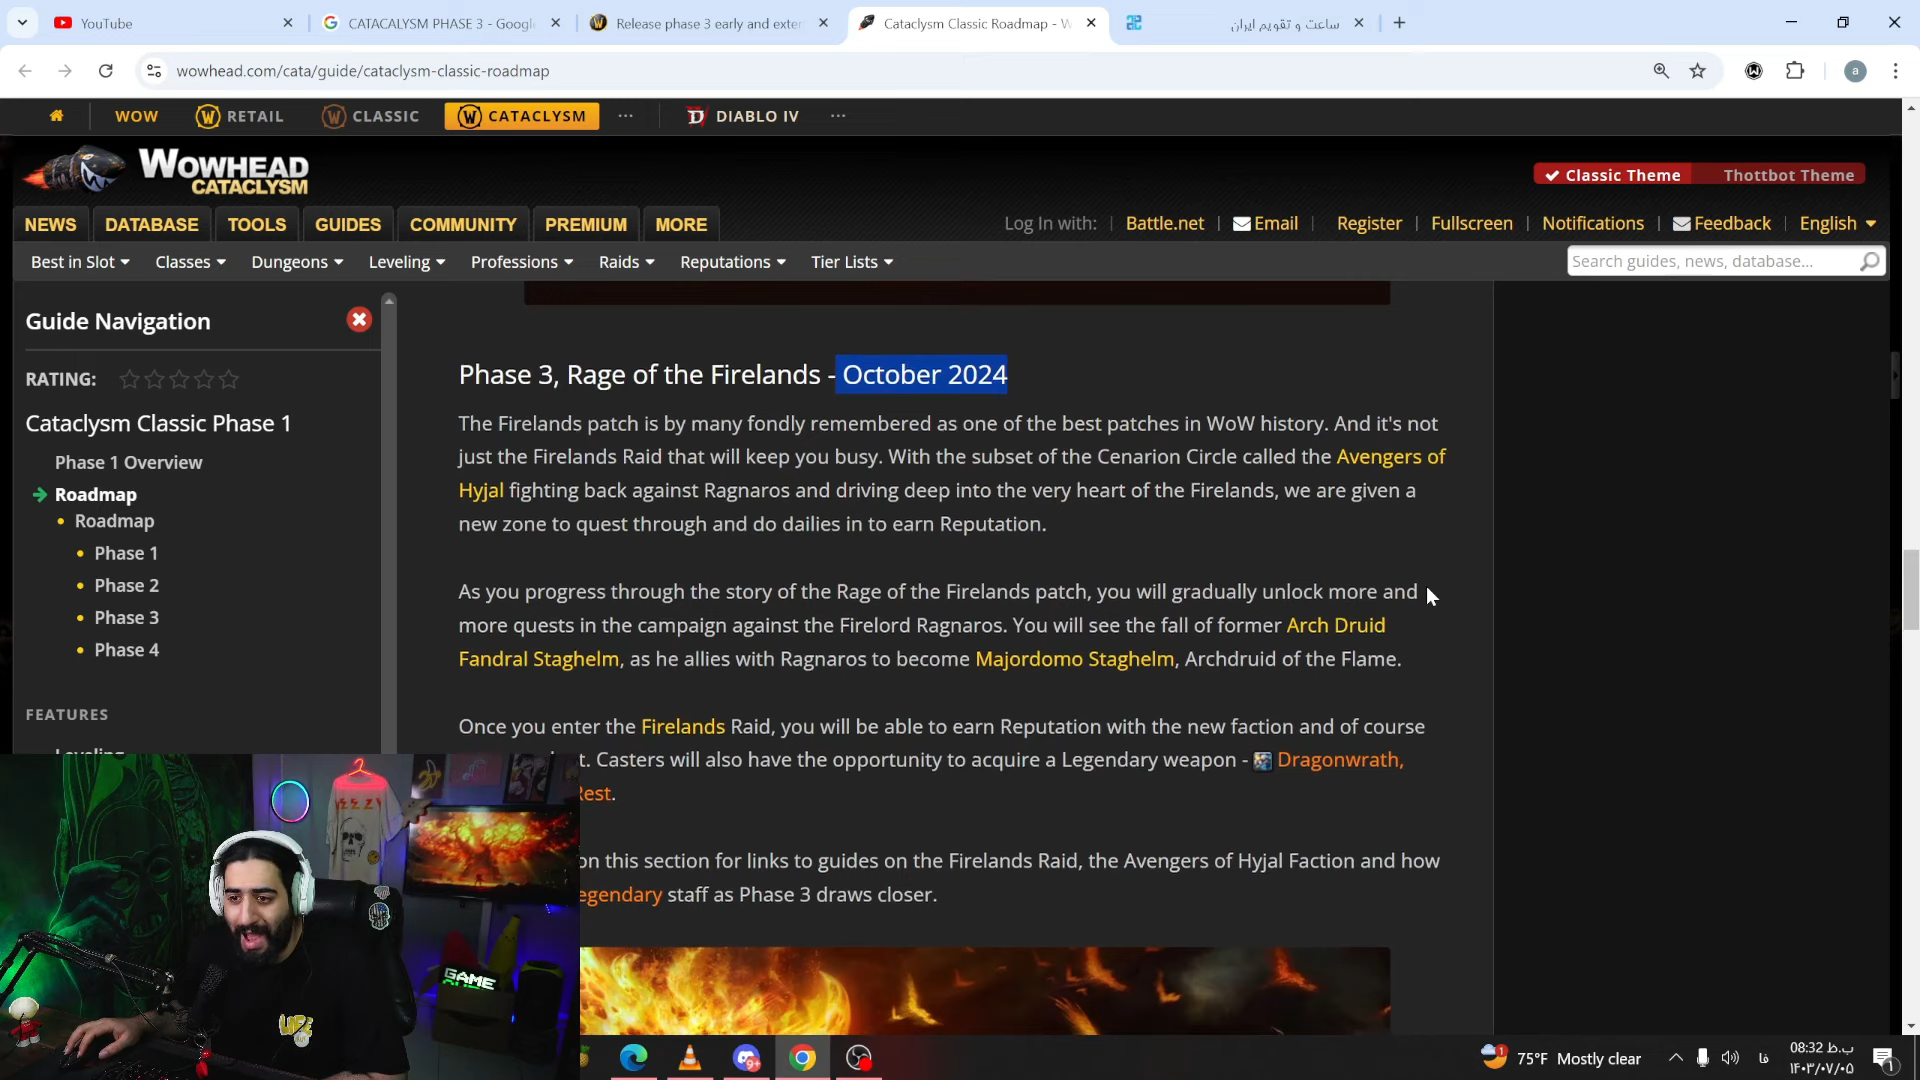 YouTube
CATACALYSM PHASE 3 - Google
Release phase 3 early and exter
Cataclysm Classic Roadmap - W
ساعت و تقویم ایران
wowhead.com/cata/guide/cataclysm-classic-roadmap
a
WOW
RETAIL
CLASSIC
CATACLYSM
...
DIABLO IV
...
WOWHEAD
CATACLYSM
Classic Theme
Thottbot Theme
NEWS
DATABASE
TOOLS
GUIDES
COMMUNITY
PREMIUM
MORE
Log In with:
Battle.net
Email
Register
Fullscreen
Notifications
Feedback
English
Best in Slot
Classes
Dungeons
Leveling
Professions
Raids
Reputations
Tier Lists
Search guides, news, database...
Guide Navigation
RATING:
Cataclysm Classic Phase 1
Phase 1 Overview
Roadmap
Roadmap
Phase 1
Phase 2
Phase 3
Phase 4
FEATURES
Leveling
Phase 3, Rage of the Firelands - October 2024
The Firelands patch is by many fondly remembered as one of the best patches in WoW history. And it's not
just the Firelands Raid that will keep you busy. With the subset of the Cenarion Circle called the Avengers of
Hyjal fighting back against Ragnaros and driving deep into the very heart of the Firelands, we are given a
new zone to quest through and do dailies in to earn Reputation.
As you progress through the story of the Rage of the Firelands patch, you will gradually unlock more and
more quests in the campaign against the Firelord Ragnaros. You will see the fall of former Arch Druid
Fandral Staghelm, as he allies with Ragnaros to become Majordomo Staghelm, Archdruid of the Flame.
Once you enter the Firelands Raid, you will be able to earn Reputation with the new faction and of course
t. Casters will also have the opportunity to acquire a Legendary weapon - Dragonwrath,
Rest.
on this section for links to guides on the Firelands Raid, the Avengers of Hyjal Faction and how
egendary staff as Phase 3 draws closer.
GAME
LIFE
9+
1
75°F Mostly clear
فا
08:32 ب.ظ
۱۴۰۳/۰۷/۰۵
1